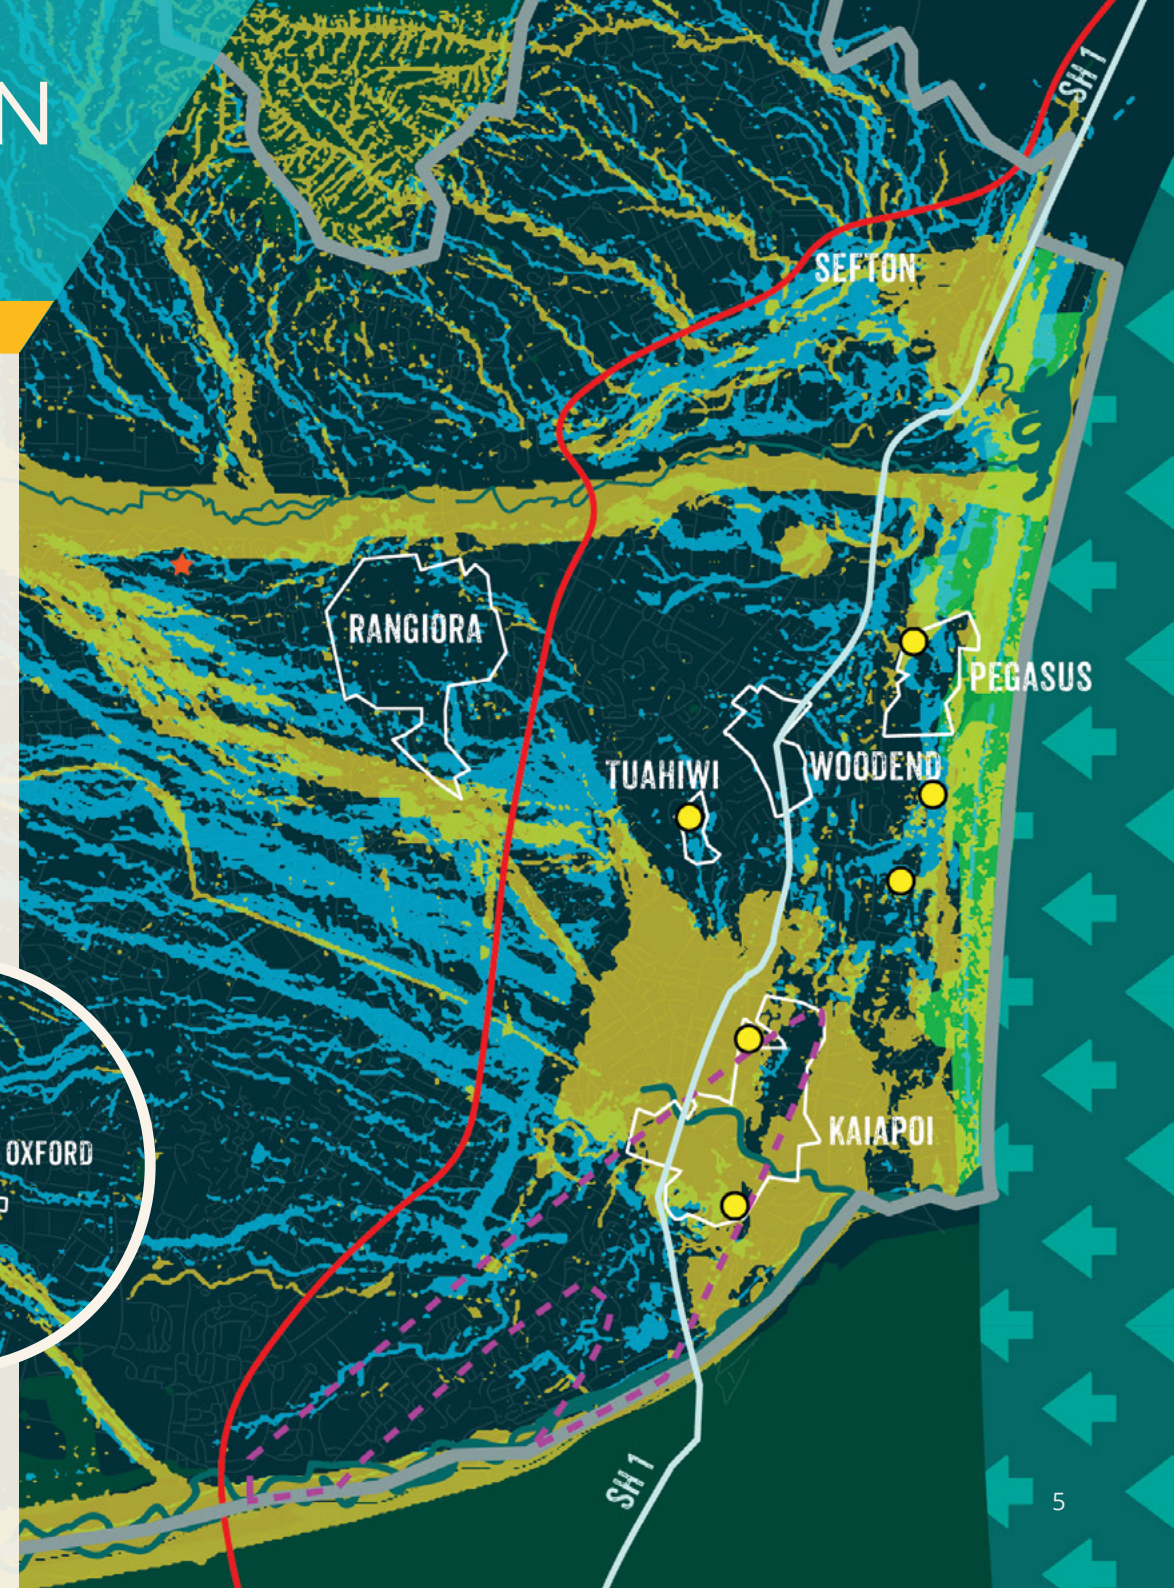 N
SH 1
SEFTON
RANGIORA
PEGASUS
TUAHIWI
WOODEND
KAIAPOI
OXFORD
SH 1
5